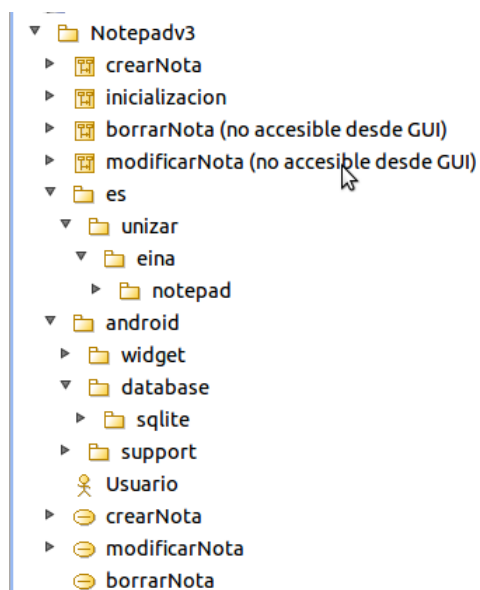 Notepadv3
crearNota
inicializacion
borrarNota (no accesible desde GUI)
modificarNota (no accesible desde GUI)
es
unizar
eina
notepad
android
widget
database
sqlite
support
Usuario
crearNota
modificarNota
borrarNota